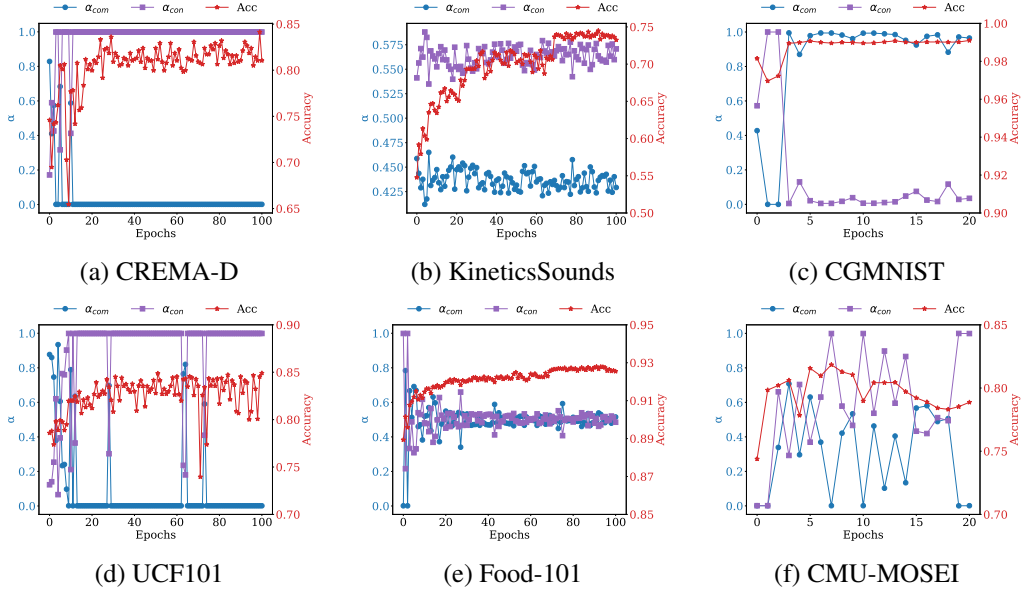 α_com α_con Acc
α_com α_con Acc
α_com α_con Acc
1.0 0.8 0.6 0.4 0.2 0.0
α
0.85 0.80 0.75 0.70 0.65
Accuracy
0 20 40 60 80 100
Epochs
0.575 0.550 0.525 0.500 0.475 0.450 0.425
α
0.75 0.70 0.65 0.60 0.55 0.50
Accuracy
0 20 40 60 80 100
Epochs
1.0 0.8 0.6 0.4 0.2 0.0
α
1.00 0.98 0.96 0.94 0.92 0.90
Accuracy
0 5 10 15 20
Epochs
(a) CREMA-D
(b) KineticsSounds
(c) CGMNIST
α_com α_con Acc
α_com α_con Acc
α_com α_con Acc
1.0 0.8 0.6 0.4 0.2 0.0
α
0.90 0.85 0.80 0.75 0.70
Accuracy
0 20 40 60 80 100
Epochs
1.0 0.8 0.6 0.4 0.2 0.0
α
0.95 0.93 0.91 0.89 0.87 0.85
Accuracy
0 20 40 60 80 100
Epochs
1.0 0.8 0.6 0.4 0.2 0.0
α
0.85 0.80 0.75 0.70
Accuracy
0 5 10 15 20
Epochs
(d) UCF101
(e) Food-101
(f) CMU-MOSEI